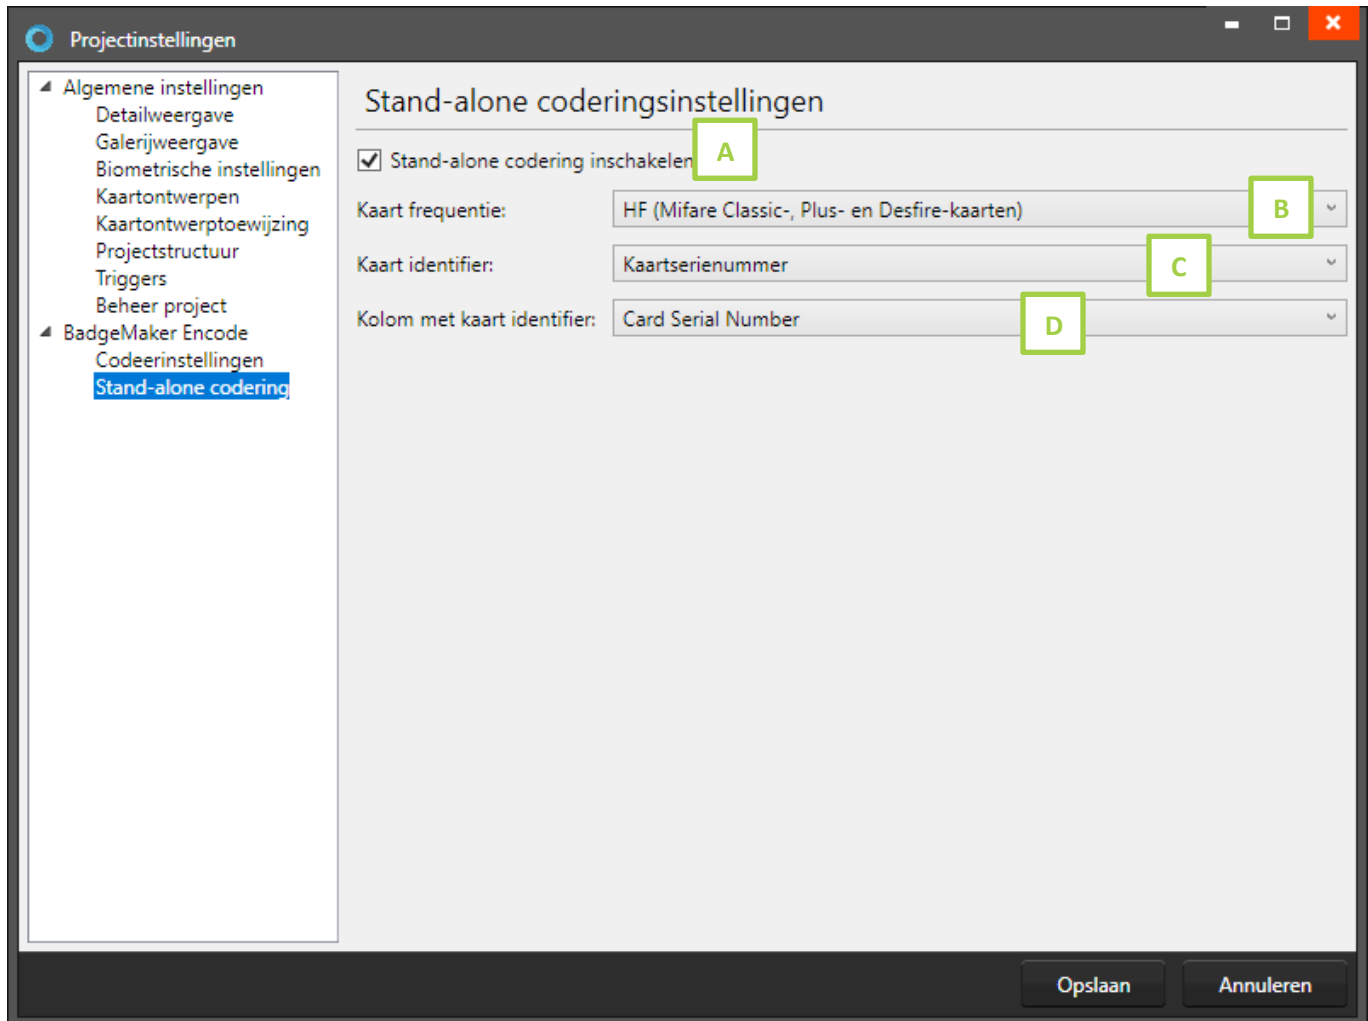 Projectinstellingen
Algemene instellingen
Detailweergave
Galerijweergave
Biometrische instellingen
Kaartontwerpen
Kaartontwerptoewijzing
Projectstructuur
Triggers
Beheer project
BadgeMaker Encode
Codeerinstellingen
Stand-alone codering
Stand-alone coderingsinstellingen
Stand-alone codering inschakelen A
Kaart frequentie: HF (Mifare Classic-, Plus- en Desfire-kaarten) B
Kaart identifier: Kaartserienummer C
Kolom met kaart identifier: Card Serial Number D
Opslaan Annuleren